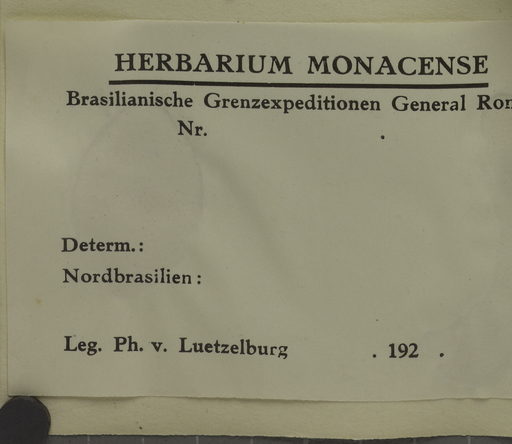 HERBARIUM MONACENSE
Brasilianische Grenzexpeditionen General Ron
Nr. .
Determ.:
Nordbrasilien:
Leg. Ph. v. Luetzelburg . 192 .